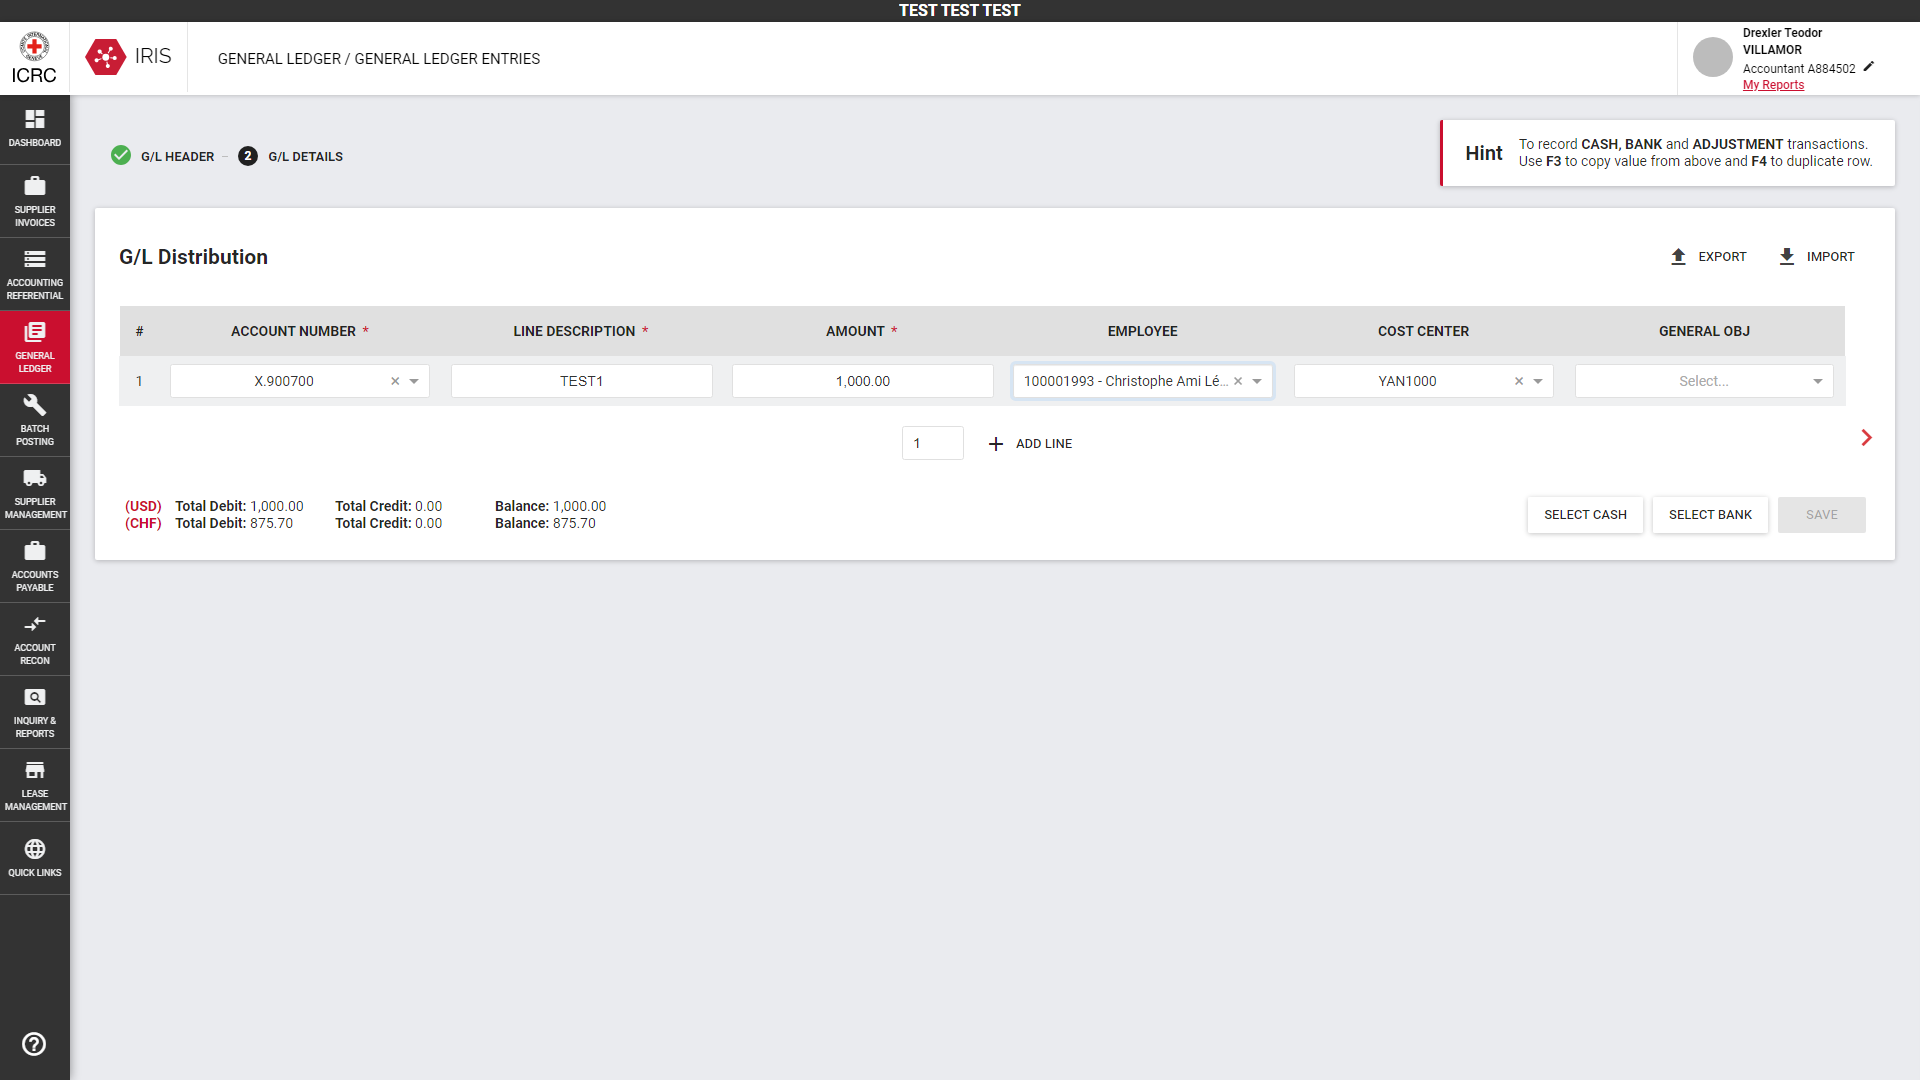 TEST TEST TEST
ICRC
IRIS
GENERAL LEDGER / GENERAL LEDGER ENTRIES
Drexler Teodor
VILLAMOR
Accountant A884502
My Reports
DASHBOARD
SUPPLIER
INVOICES
ACCOUNTING
REFERENTIAL
GENERAL
LEDGER
BATCH
POSTING
SUPPLIER
MANAGEMENT
ACCOUNTS
PAYABLE
ACCOUNT
RECON
INQUIRY &
REPORTS
LEASE
MANAGEMENT
QUICK LINKS
G/L HEADER – 2 G/L DETAILS
Hint
To record CASH, BANK and ADJUSTMENT transactions.
Use F3 to copy value from above and F4 to duplicate row.
G/L Distribution
EXPORT IMPORT
# ACCOUNT NUMBER * LINE DESCRIPTION * AMOUNT * EMPLOYEE COST CENTER GENERAL OBJ
1 X.900700 TEST1 1,000.00 100001993 - Christophe Ami Lé... YAN1000 Select...
1 ADD LINE
(USD) Total Debit: 1,000.00 Total Credit: 0.00 Balance: 1,000.00
(CHF) Total Debit: 875.70 Total Credit: 0.00 Balance: 875.70
SELECT CASH SELECT BANK SAVE